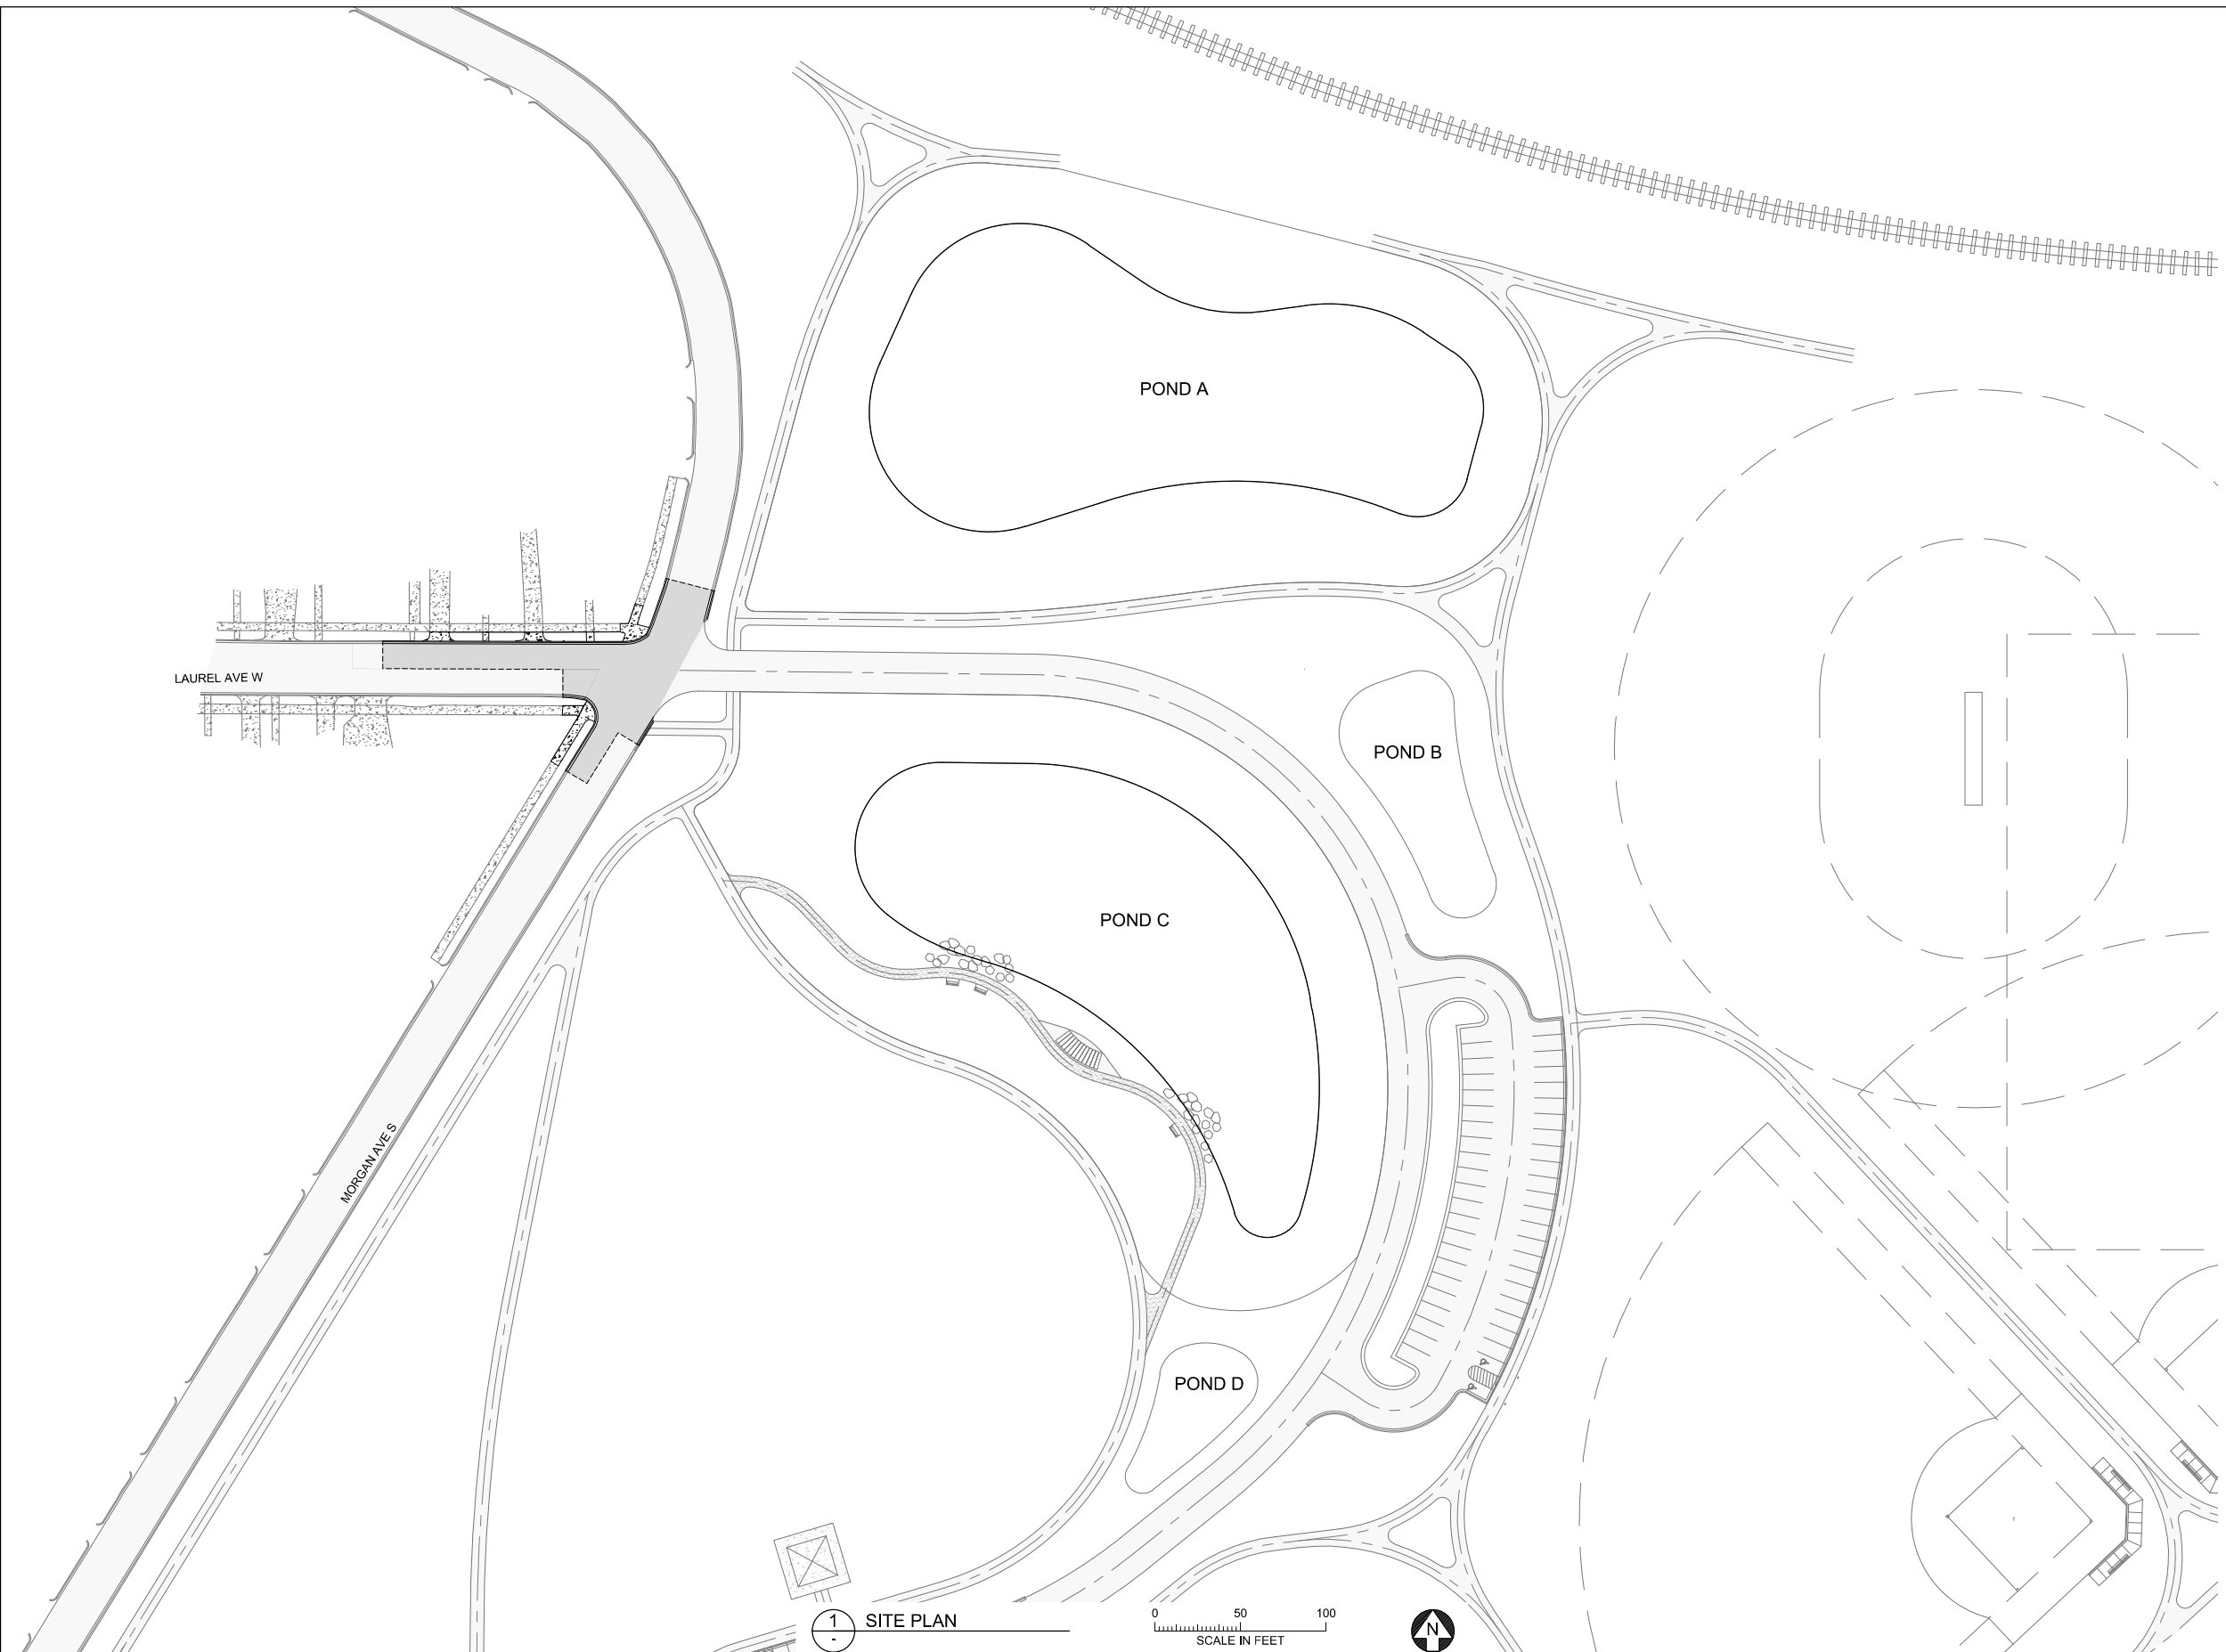 POND A
LAUREL AVE W
POND B
POND C
MORGAN AVE S
POND D
1
-
SITE PLAN
0 50 100
SCALE IN FEET
N